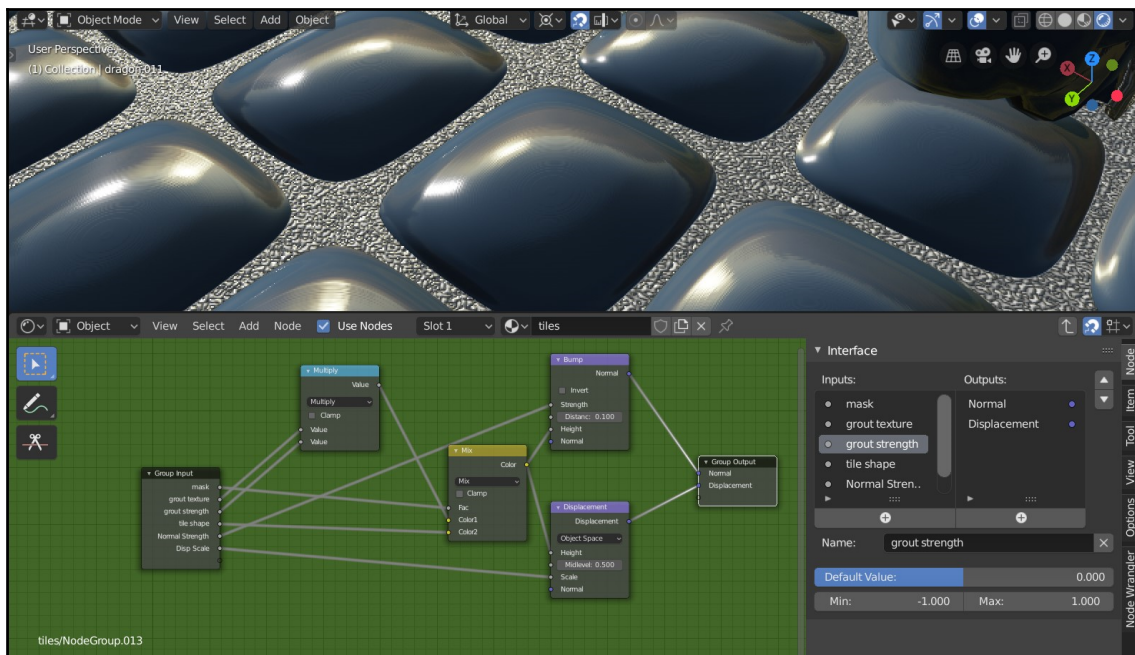 Object Mode View Select Add Object Global
User Perspective
(1) Collection | dragon.011
X
Y
Z
Object View Select Add Node Use Nodes Slot 1 tiles
Multiply
Value
Multiply
Clamp
Value
Value
Group Input
mask
grout texture
grout strength
tile shape
Normal Strength
Disp Scale
Mix
Color
Mix
Clamp
Fac
Color1
Color2
Bump
Normal
Invert
Strength
Distanc: 0.100
Height
Normal
Displacement
Displacement
Object Space
Height
Midlevel: 0.500
Scale
Normal
Group Output
Normal
Displacement
tiles/NodeGroup.013
Interface
Inputs: Outputs:
mask Normal
grout texture Displacement
grout strength
tile shape
Normal Stren..
Name: grout strength
Default Value: 0.000
Min: -1.000 Max: 1.000
Node
Item
Tool
View
Options
Node Wrangler